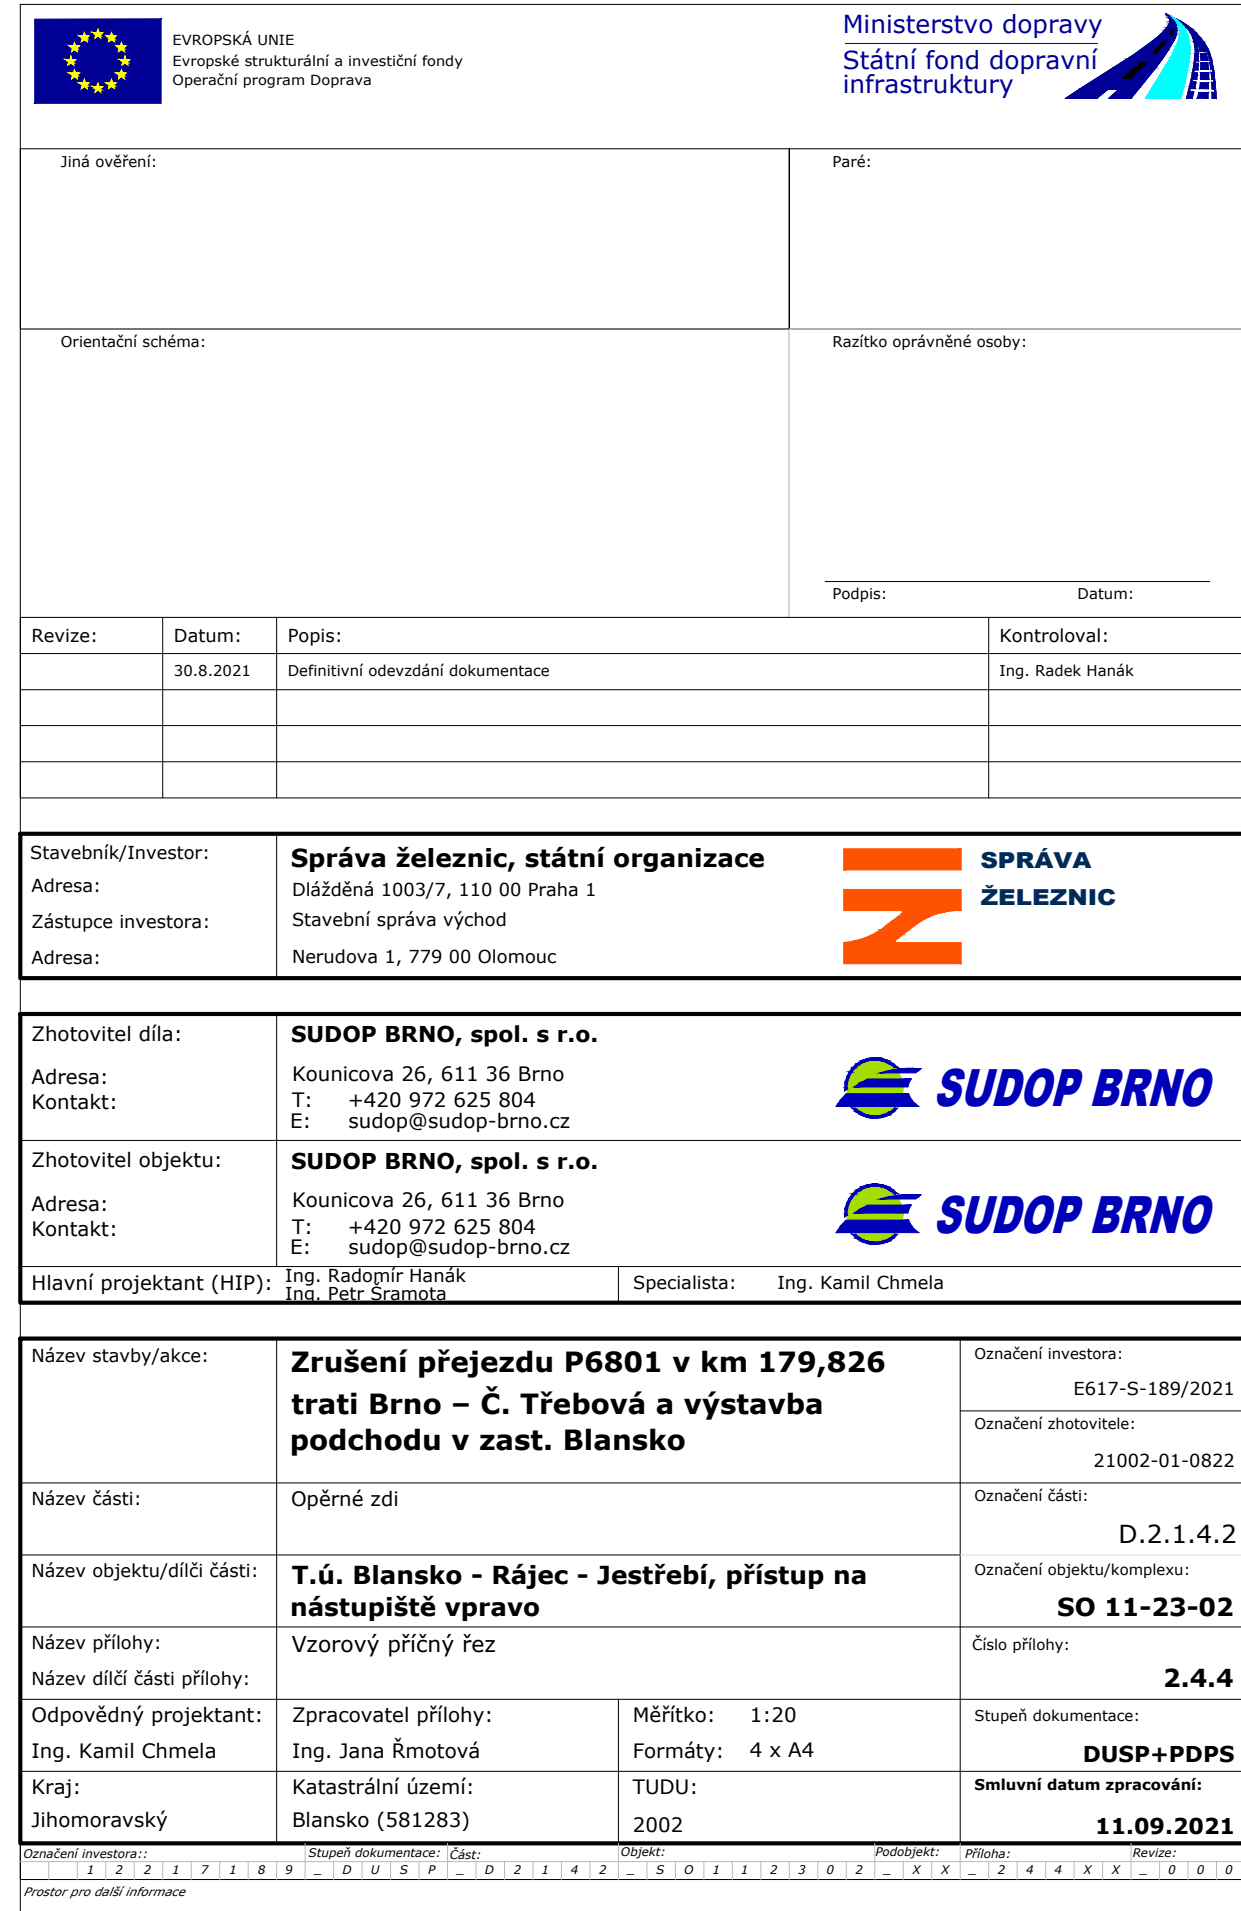 EVROPSKÁ UNIE
Evropské strukturální a investiční fondy
Operační program Doprava
Ministerstvo dopravy
Státní fond dopravní
infrastruktury
Jiná ověření:
Paré:
Orientační schéma:
Razítko oprávněné osoby:
Podpis: Datum:
Revize: Datum: Popis: Kontroloval:
30.8.2021 Definitivní odevzdání dokumentace Ing. Radek Hanák
Stavebník/Investor: Správa železnic, státní organizace
Adresa: Dlážděná 1003/7, 110 00 Praha 1
Zástupce investora: Stavební správa východ
Adresa: Nerudova 1, 779 00 Olomouc
SPRÁVA
ŽELEZNIC
Zhotovitel díla: SUDOP BRNO, spol. s r.o.
Adresa: Kounicova 26, 611 36 Brno
Kontakt: T: +420 972 625 804
E: sudop@sudop-brno.cz
SUDOP BRNO
Zhotovitel objektu: SUDOP BRNO, spol. s r.o.
Adresa: Kounicova 26, 611 36 Brno
Kontakt: T: +420 972 625 804
E: sudop@sudop-brno.cz
SUDOP BRNO
Hlavní projektant (HIP): Ing. Radomír Hanák
Ing. Petr Šramota
Specialista: Ing. Kamil Chmela
Název stavby/akce: Zrušení přejezdu P6801 v km 179,826
trati Brno – Č. Třebová a výstavba
podchodu v zast. Blansko
Označení investora:
E617-S-189/2021
Označení zhotovitele:
21002-01-0822
Název části: Opěrné zdi
Označení části:
D.2.1.4.2
Název objektu/dílči části: T.ú. Blansko - Rájec - Jestřebí, přístup na
nástupiště vpravo
Označení objektu/komplexu:
SO 11-23-02
Název přílohy: Vzorový příčný řez
Název dílčí části přílohy:
Číslo přílohy:
2.4.4
Odpovědný projektant: Zpracovatel přílohy: Měřítko: 1:20
Ing. Kamil Chmela Ing. Jana Řmotová Formáty: 4 x A4
Stupeň dokumentace:
DUSP+PDPS
Kraj: Katastrální území: TUDU:
Jihomoravský Blansko (581283) 2002
Smluvní datum zpracování:
11.09.2021
Označení investora:: Stupeň dokumentace: Část: Objekt: Podobjekt: Příloha: Revize:
1 2 2 1 7 1 8 9 _ D U S P _ D 2 1 4 2 _ S O 1 1 2 3 0 2 _ X X _ 2 4 4 X X _ 0 0 0
Prostor pro další informace